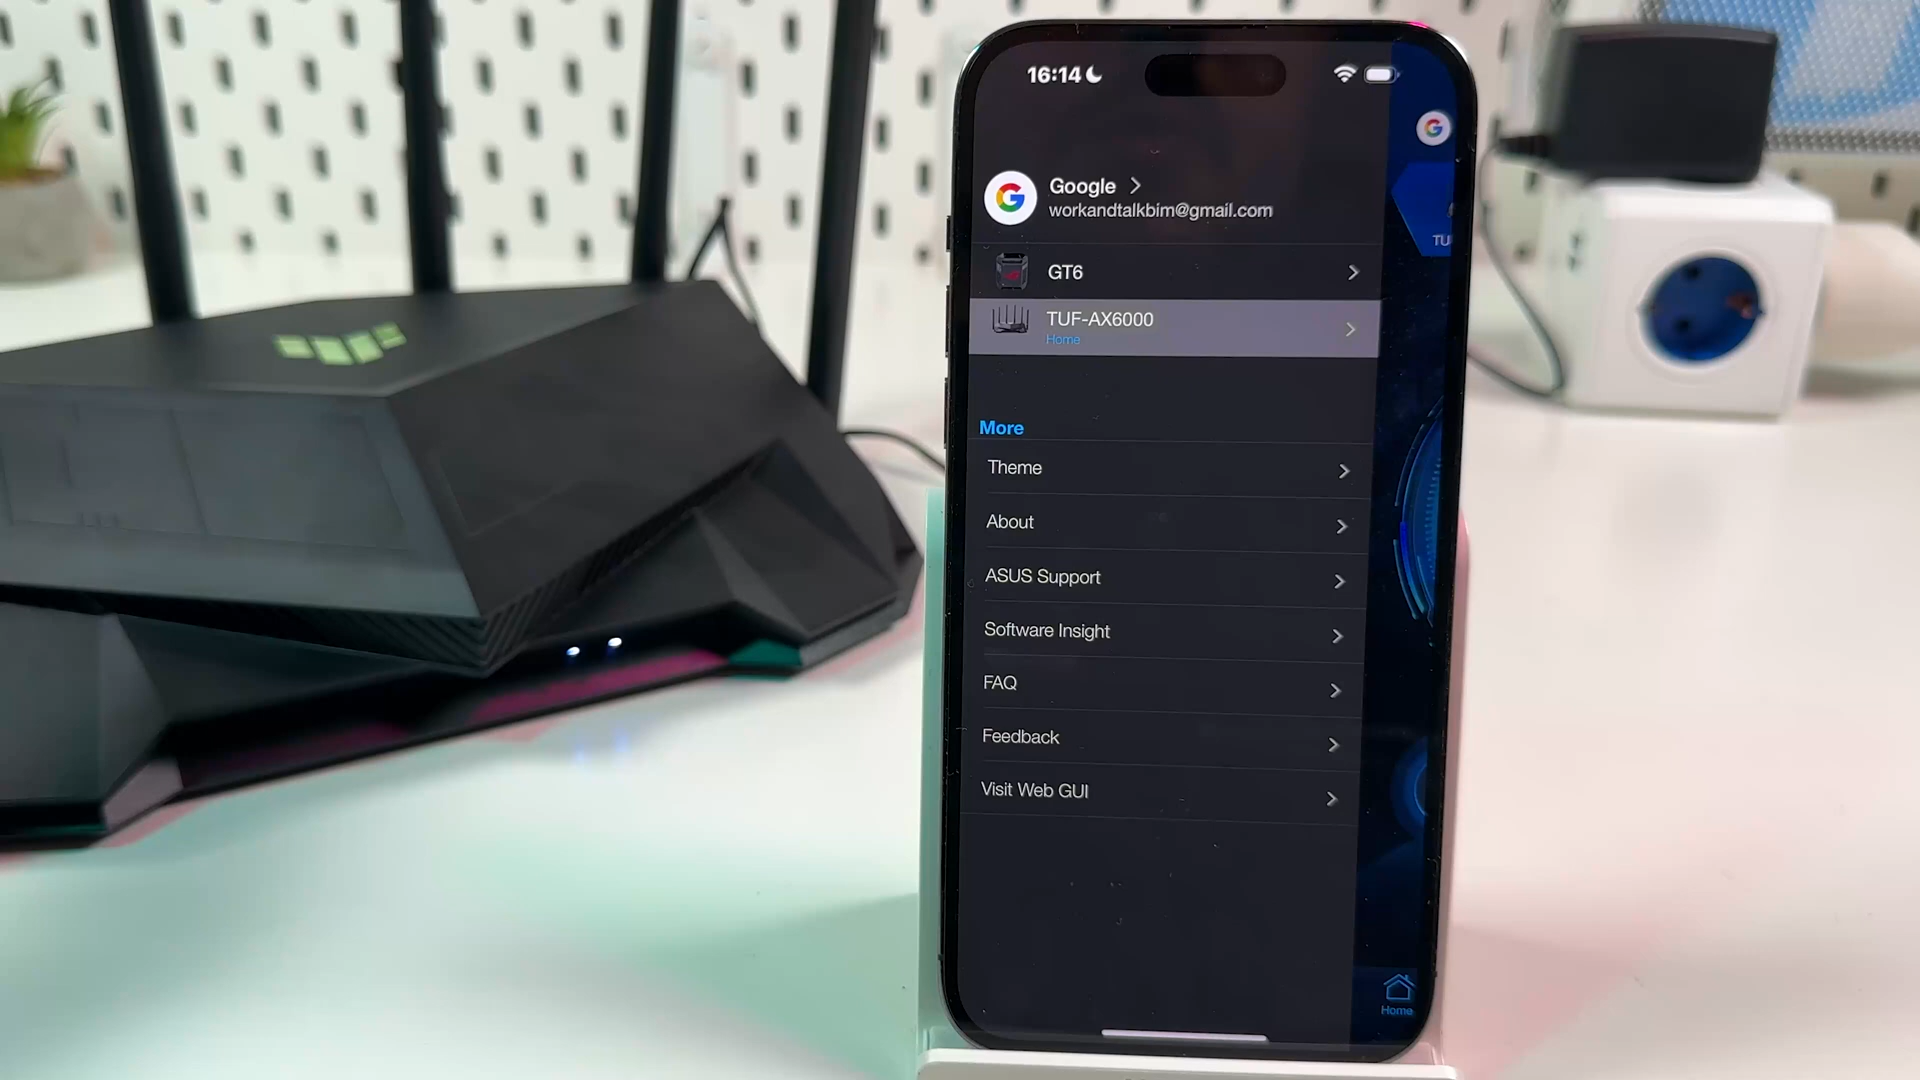 16:14
Google
workandtalkbim@gmail.com
GT6
TUF-AX6000
Home
TU
More
Theme
About
ASUS Support
Software Insight
FAQ
Feedback
Visit Web GUI
Home